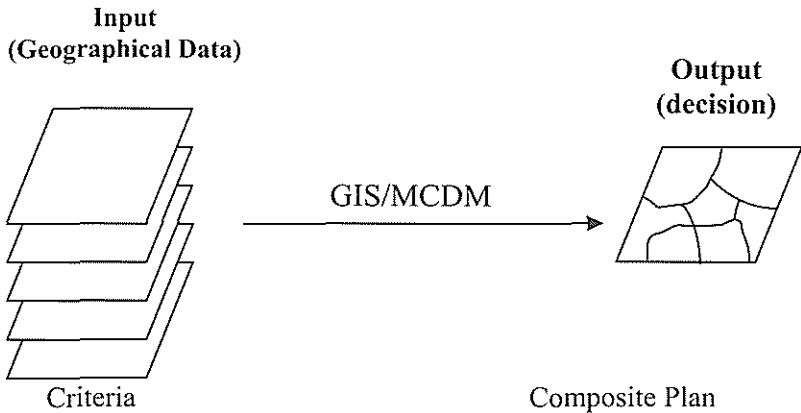 Input
(Geographical Data)
Output
(decision)
GIS/MCDM
Criteria
Composite Plan